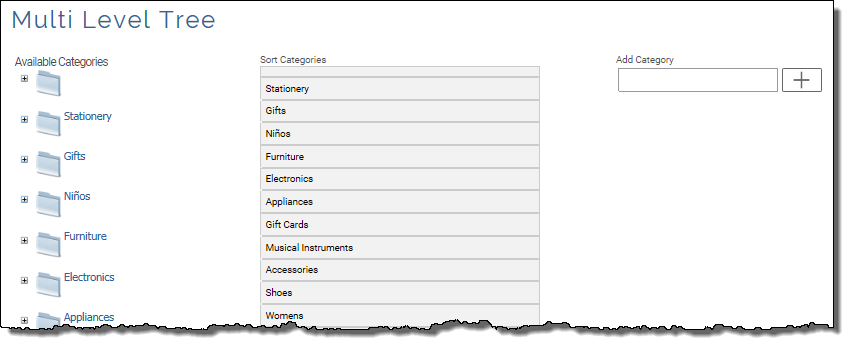 Multi Level Tree
Available Categories
Stationery
Gifts
Niños
Furniture
Electronics
Appliances
Sort Categories
Stationery
Gifts
Niños
Furniture
Electronics
Appliances
Gift Cards
Musical Instruments
Accessories
Shoes
Womens
Add Category